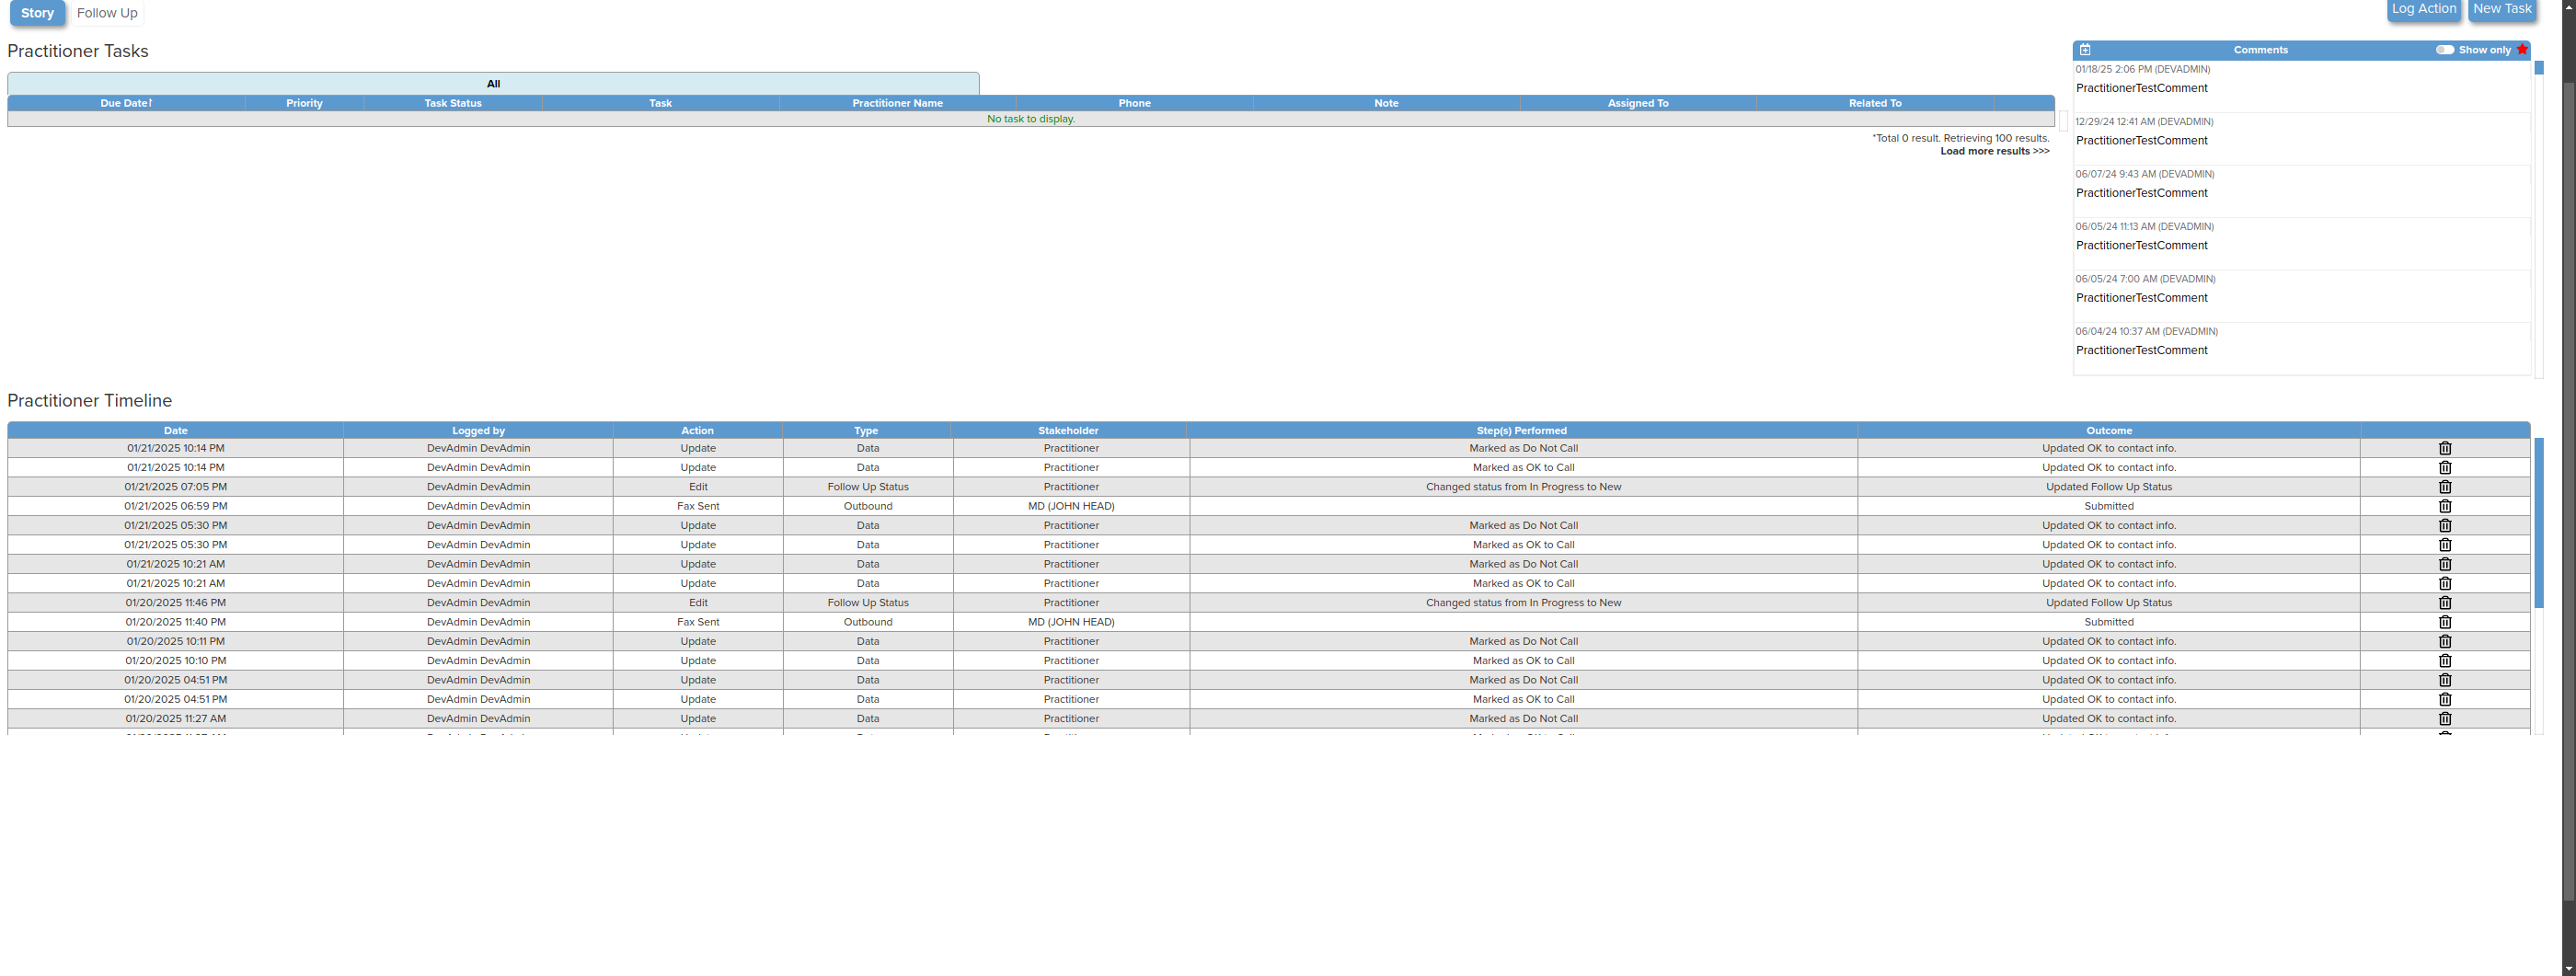 Story Follow Up Log Action New Task
Practitioner Tasks
All
Due Date↑ Priority Task Status Task Practitioner Name Phone Note Assigned To Related To
No task to display.
*Total 0 result. Retrieving 100 results.
Load more results >>>
Comments Show only
01/18/25 2:06 PM (DEVADMIN)
PractitionerTestComment
12/29/24 12:41 AM (DEVADMIN)
PractitionerTestComment
06/07/24 9:43 AM (DEVADMIN)
PractitionerTestComment
06/05/24 11:13 AM (DEVADMIN)
PractitionerTestComment
06/05/24 7:00 AM (DEVADMIN)
PractitionerTestComment
06/04/24 10:37 AM (DEVADMIN)
PractitionerTestComment
Practitioner Timeline
Date Logged by Action Type Stakeholder Step(s) Performed Outcome
01/21/2025 10:14 PM DevAdmin DevAdmin Update Data Practitioner Marked as Do Not Call Updated OK to contact info.
01/21/2025 10:14 PM DevAdmin DevAdmin Update Data Practitioner Marked as OK to Call Updated OK to contact info.
01/21/2025 07:05 PM DevAdmin DevAdmin Edit Follow Up Status Practitioner Changed status from In Progress to New Updated Follow Up Status
01/21/2025 06:59 PM DevAdmin DevAdmin Fax Sent Outbound MD (JOHN HEAD) Submitted
01/21/2025 05:30 PM DevAdmin DevAdmin Update Data Practitioner Marked as Do Not Call Updated OK to contact info.
01/21/2025 05:30 PM DevAdmin DevAdmin Update Data Practitioner Marked as OK to Call Updated OK to contact info.
01/21/2025 10:21 AM DevAdmin DevAdmin Update Data Practitioner Marked as Do Not Call Updated OK to contact info.
01/21/2025 10:21 AM DevAdmin DevAdmin Update Data Practitioner Marked as OK to Call Updated OK to contact info.
01/20/2025 11:46 PM DevAdmin DevAdmin Edit Follow Up Status Practitioner Changed status from In Progress to New Updated Follow Up Status
01/20/2025 11:40 PM DevAdmin DevAdmin Fax Sent Outbound MD (JOHN HEAD) Submitted
01/20/2025 10:11 PM DevAdmin DevAdmin Update Data Practitioner Marked as Do Not Call Updated OK to contact info.
01/20/2025 10:10 PM DevAdmin DevAdmin Update Data Practitioner Marked as OK to Call Updated OK to contact info.
01/20/2025 04:51 PM DevAdmin DevAdmin Update Data Practitioner Marked as Do Not Call Updated OK to contact info.
01/20/2025 04:51 PM DevAdmin DevAdmin Update Data Practitioner Marked as OK to Call Updated OK to contact info.
01/20/2025 11:27 AM DevAdmin DevAdmin Update Data Practitioner Marked as Do Not Call Updated OK to contact info.